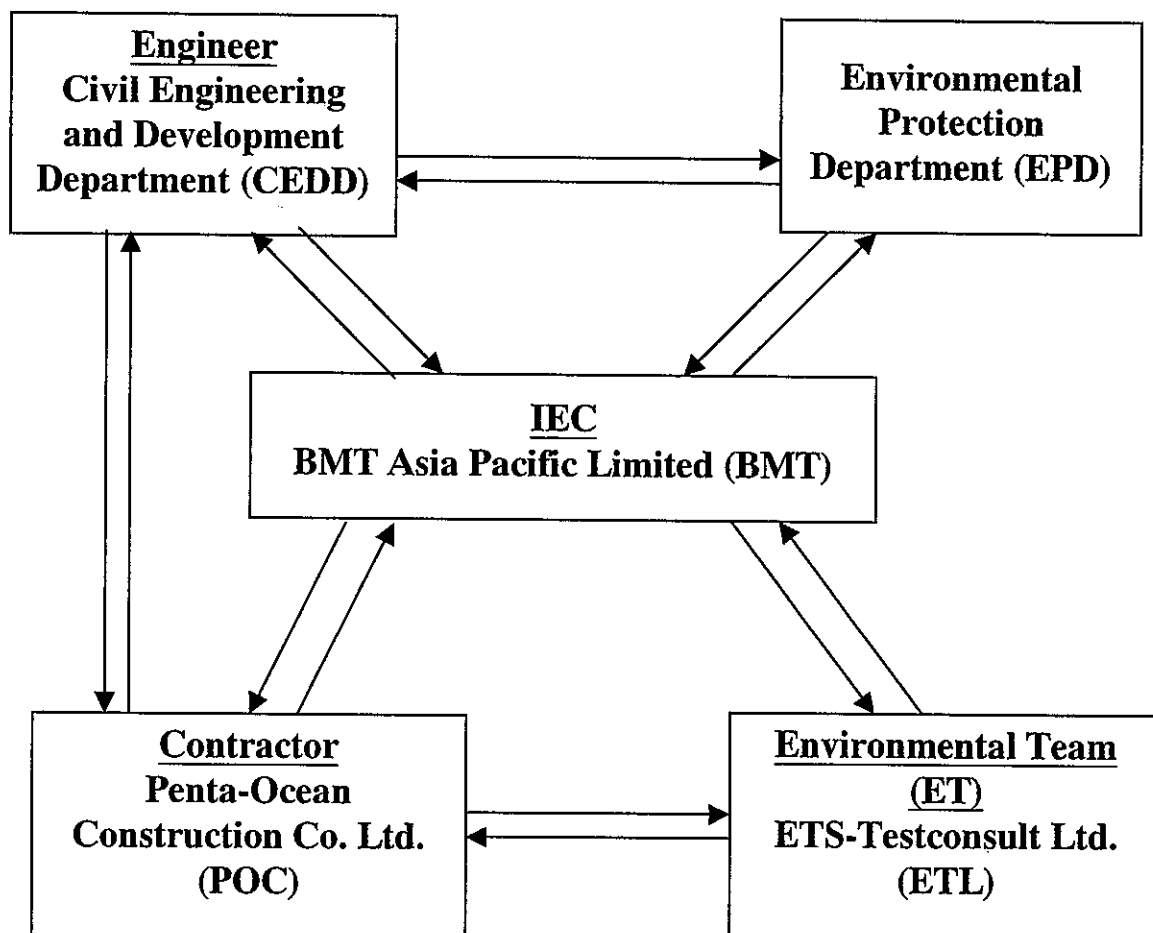 Engineer
Civil Engineering
and Development
Department (CEDD)
Environmental
Protection
Department (EPD)
IEC
BMT Asia Pacific Limited (BMT)
Contractor
Penta-Ocean
Construction Co. Ltd.
(POC)
Environmental Team
(ET)
ETS-Testconsult Ltd.
(ETL)